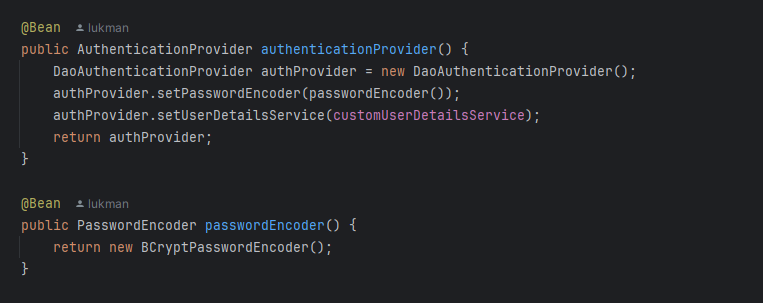 @Bean lukman
public AuthenticationProvider authenticationProvider() {
    DaoAuthenticationProvider authProvider = new DaoAuthenticationProvider();
    authProvider.setPasswordEncoder(passwordEncoder());
    authProvider.setUserDetailsService(customUserDetailsService);
    return authProvider;
}
@Bean lukman
public PasswordEncoder passwordEncoder() {
    return new BCryptPasswordEncoder();
}